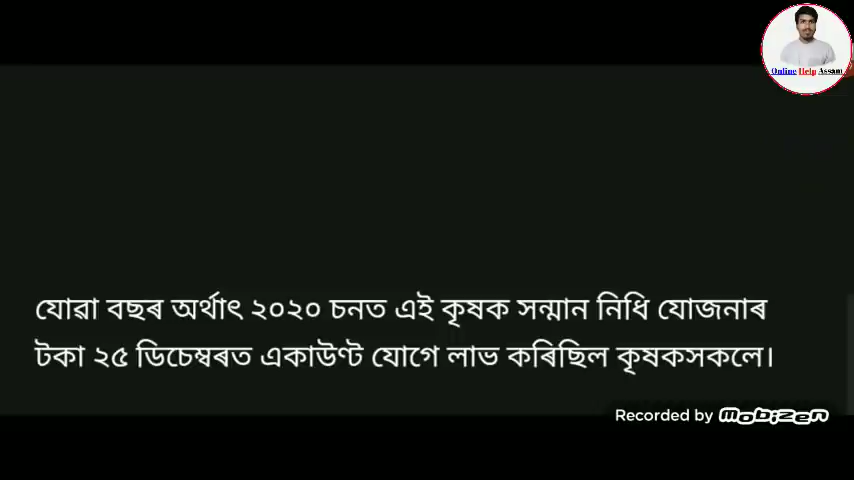 Online Help Assam
যোৱা বছৰ অৰ্থাৎ ২০২০ চনত এই কৃষক সন্মান নিধি যোজনাৰ
টকা ২৫ ডিচেম্বৰত একাউণ্ট যোগে লাভ কৰিছিল কৃষকসকলে।
Recorded by mobizen